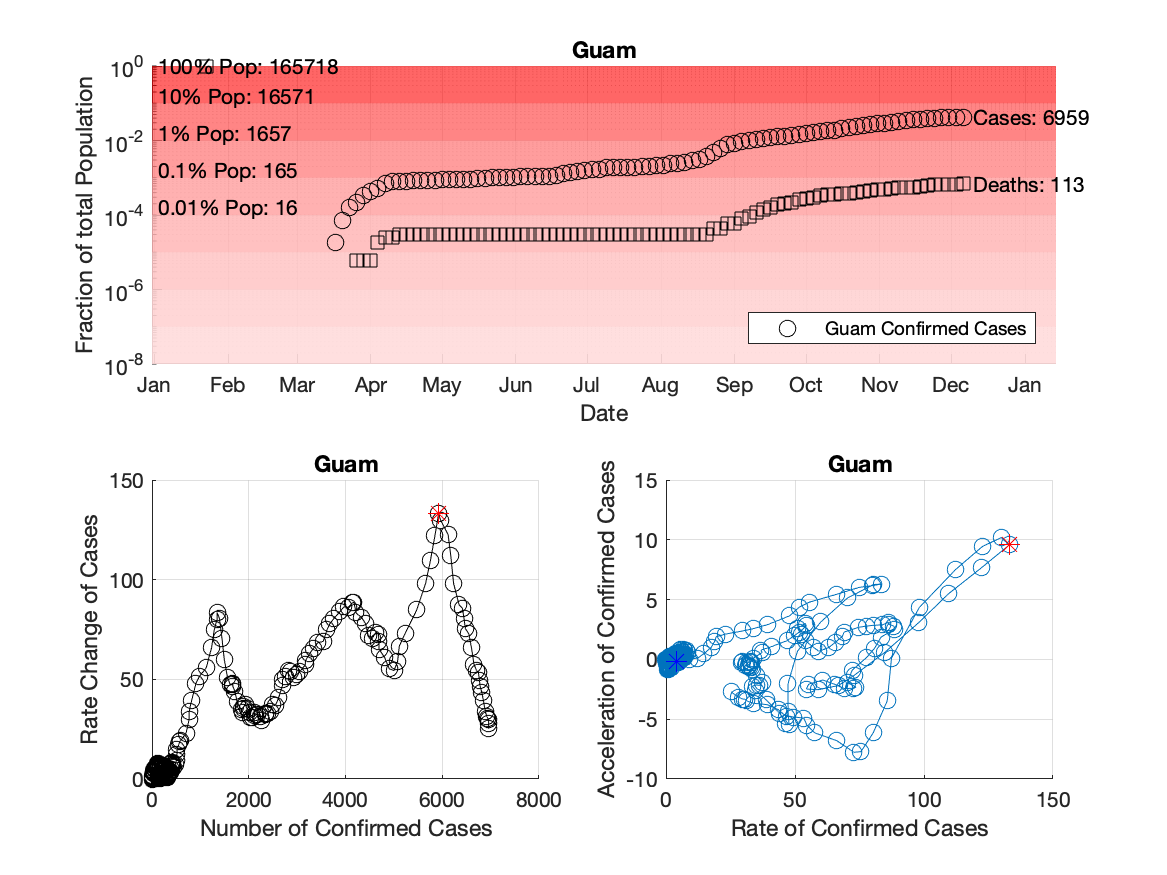 Guam
10^0
10^-2
10^-4
10^-6
10^-8
Fraction of total Population
100% Pop: 165718
10% Pop: 16571
1% Pop: 1657
0.1% Pop: 165
0.01% Pop: 16
Cases: 6959
Deaths: 113
Guam Confirmed Cases
Jan Feb Mar Apr May Jun Jul Aug Sep Oct Nov Dec Jan
Date
Guam
150
100
50
0
Rate Change of Cases
0 2000 4000 6000 8000
Number of Confirmed Cases
Guam
15
10
5
0
-5
-10
Acceleration of Confirmed Cases
0 50 100 150
Rate of Confirmed Cases